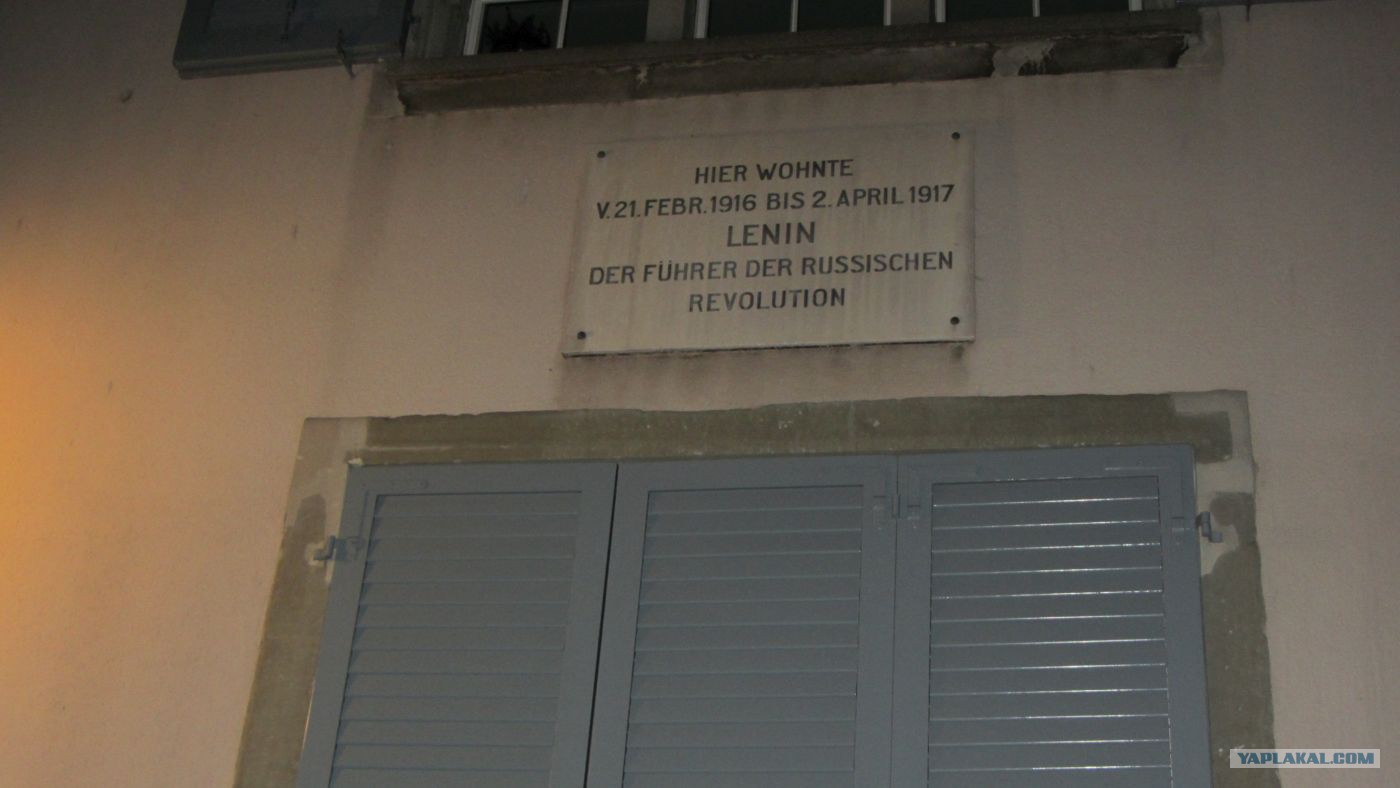 HIER WOHNTE
V. 21. FEBR. 1916 BIS 2. APRIL 1917
LENIN
DER FÜHRER DER RUSSISCHEN
REVOLUTION
YAPLAKAL.COM